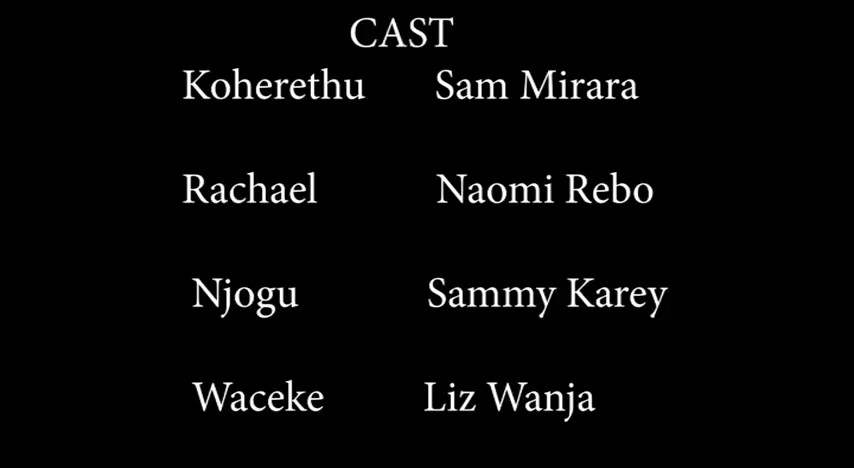 CAST
Koherethu Sam Mirara
Rachael Naomi Rebo
Njogu Sammy Karey
Waceke Liz Wanja